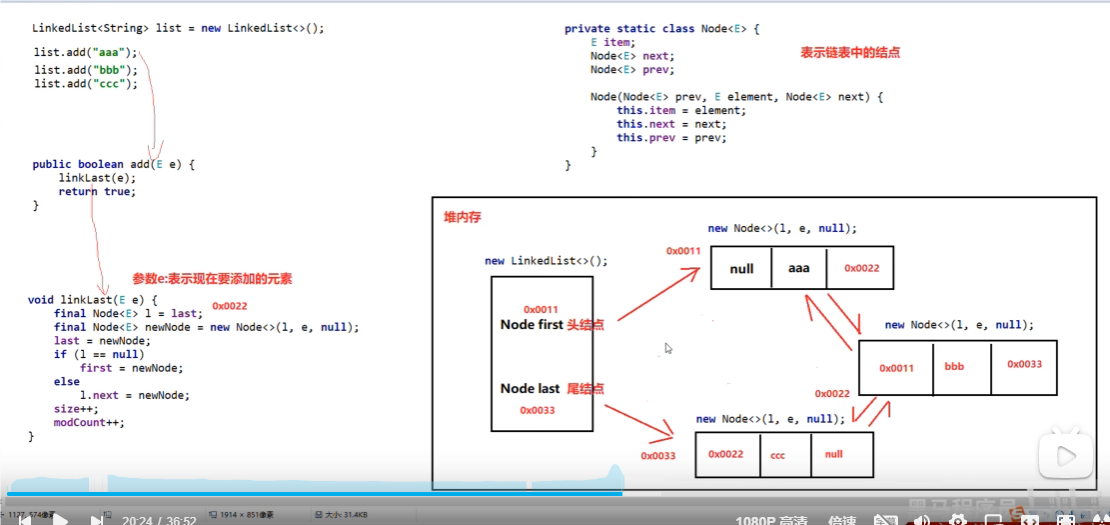 LinkedList<String> list = new LinkedList<>();
list.add("aaa");
list.add("bbb");
list.add("ccc");
public boolean add(E e) {
linkLast(e);
return true;
}
参数e:表示现在要添加的元素
void linkLast(E e) {
final Node<E> l = last;
0x0022
final Node<E> newNode = new Node<>(l, e, null);
last = newNode;
if (l == null)
first = newNode;
else
l.next = newNode;
size++;
modCount++;
}
private static class Node<E> {
E item;
Node<E> next;
Node<E> prev;
表示链表中的结点
Node(Node<E> prev, E element, Node<E> next) {
this.item = element;
this.next = next;
this.prev = prev;
}
}
堆内存
new LinkedList<>();
0x0011
Node first 头结点
Node last 尾结点
0x0033
new Node<>(l, e, null);
0x0011
null aaa 0x0022
new Node<>(l, e, null);
0x0011 bbb 0x0033
0x0022
new Node<>(l, e, null);
0x0033
0x0022 ccc null
1127, 574像素
1914 × 851像素
大小: 31.4KB
20:24 / 36:52
1080P 高清
倍速